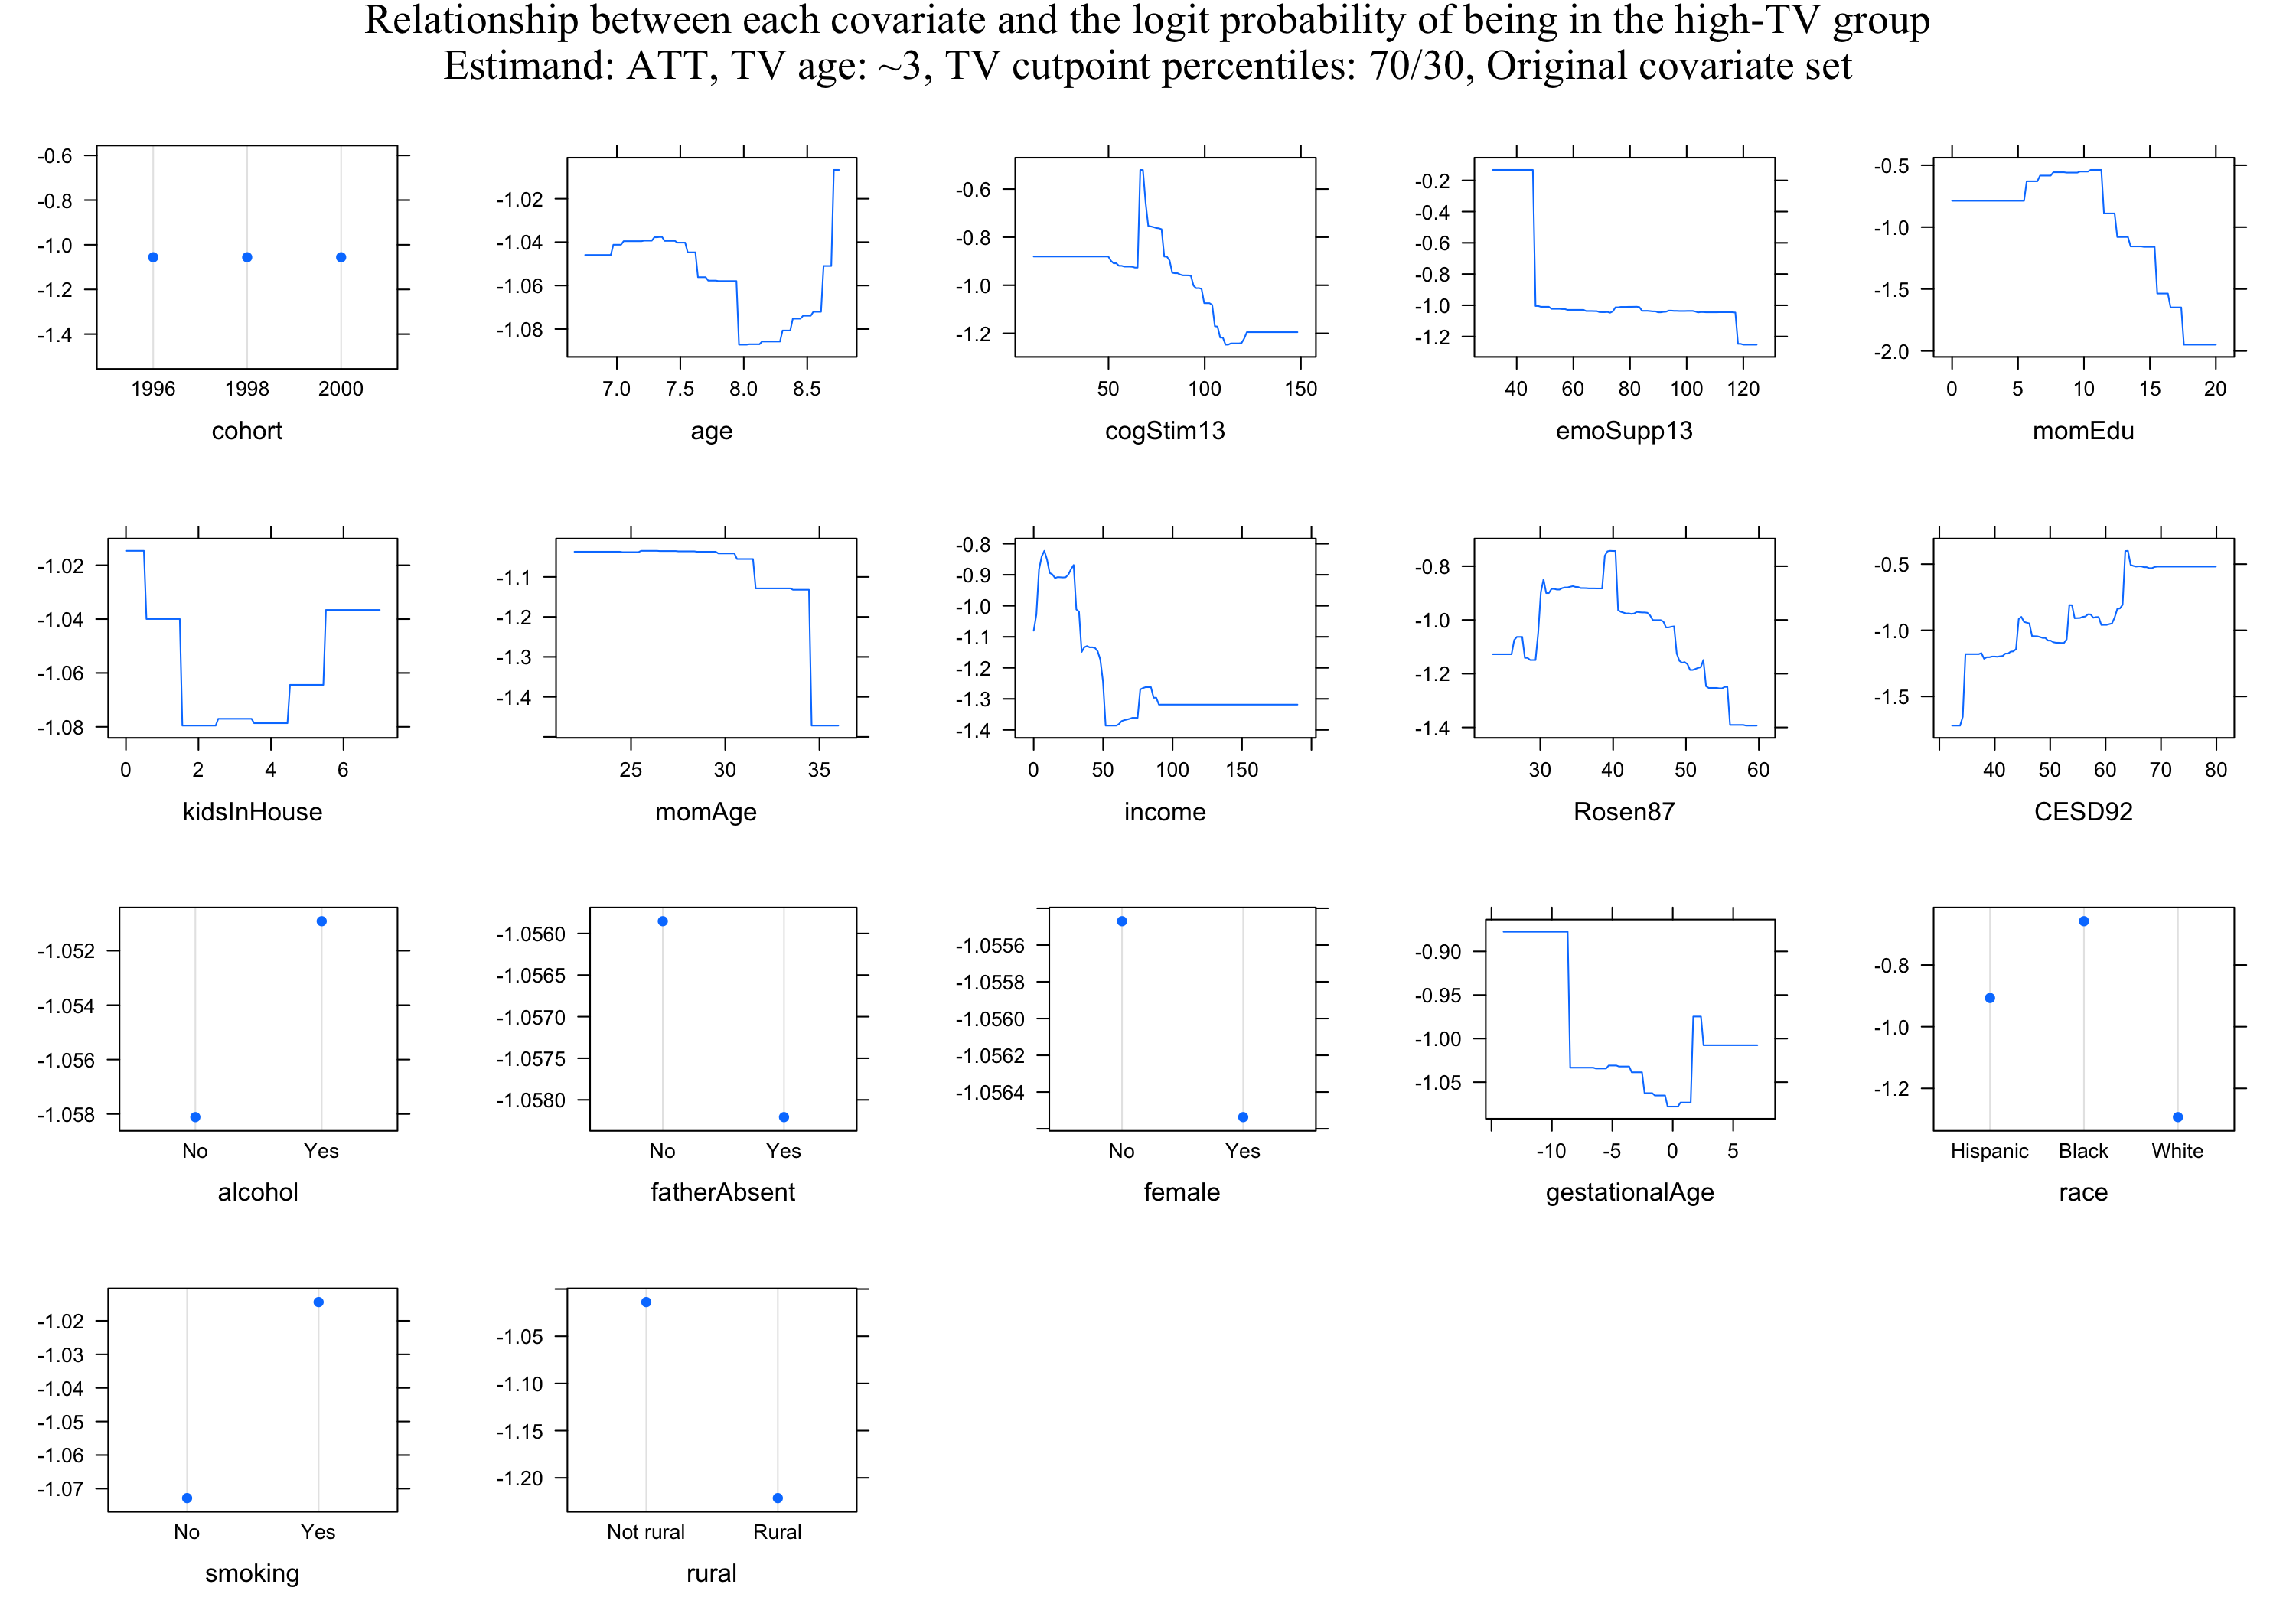 Relationship between each covariate and the logit probability of being in the high-TV group
Estimand: ATT, TV age: ~3, TV cutpoint percentiles: 70/30, Original covariate set
-0.6
-0.8
-1.0
-1.2
-1.4
1996 1998 2000
cohort
-1.02
-1.04
-1.06
-1.08
7.0 7.5 8.0 8.5
age
-0.6
-0.8
-1.0
-1.2
50 100 150
cogStim13
-0.2
-0.4
-0.6
-0.8
-1.0
-1.2
40 60 80 100 120
emoSupp13
-0.5
-1.0
-1.5
-2.0
0 5 10 15 20
momEdu
-1.02
-1.04
-1.06
-1.08
0 2 4 6
kidsInHouse
-1.1
-1.2
-1.3
-1.4
25 30 35
momAge
-0.8
-0.9
-1.0
-1.1
-1.2
-1.3
-1.4
0 50 100 150
income
-0.8
-1.0
-1.2
-1.4
30 40 50 60
Rosen87
-0.5
-1.0
-1.5
40 50 60 70 80
CESD92
-1.052
-1.054
-1.056
-1.058
No Yes
alcohol
-1.0560
-1.0565
-1.0570
-1.0575
-1.0580
No Yes
fatherAbsent
-1.0556
-1.0558
-1.0560
-1.0562
-1.0564
No Yes
female
-0.90
-0.95
-1.00
-1.05
-10 -5 0 5
gestationalAge
-0.8
-1.0
-1.2
Hispanic Black White
race
-1.02
-1.03
-1.04
-1.05
-1.06
-1.07
No Yes
smoking
-1.05
-1.10
-1.15
-1.20
Not rural Rural
rural